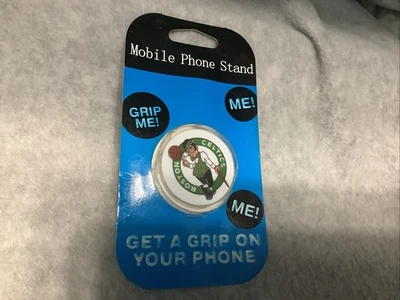 Mobile Phone Stand
GRIP
ME!
ME!
CELTICS
BOSTON
ME!
GET A GRIP ON
YOUR PHONE